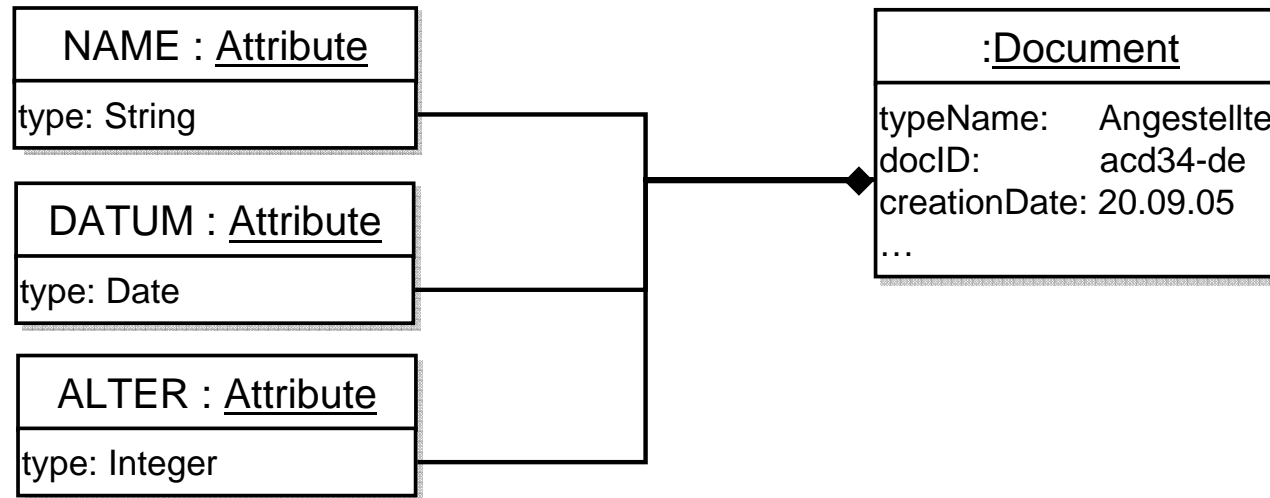 NAME : Attribute
type: String
DATUM : Attribute
type: Date
ALTER : Attribute
type: Integer
:Document
typeName: Angestellte
docID: acd34-de
creationDate: 20.09.05
…